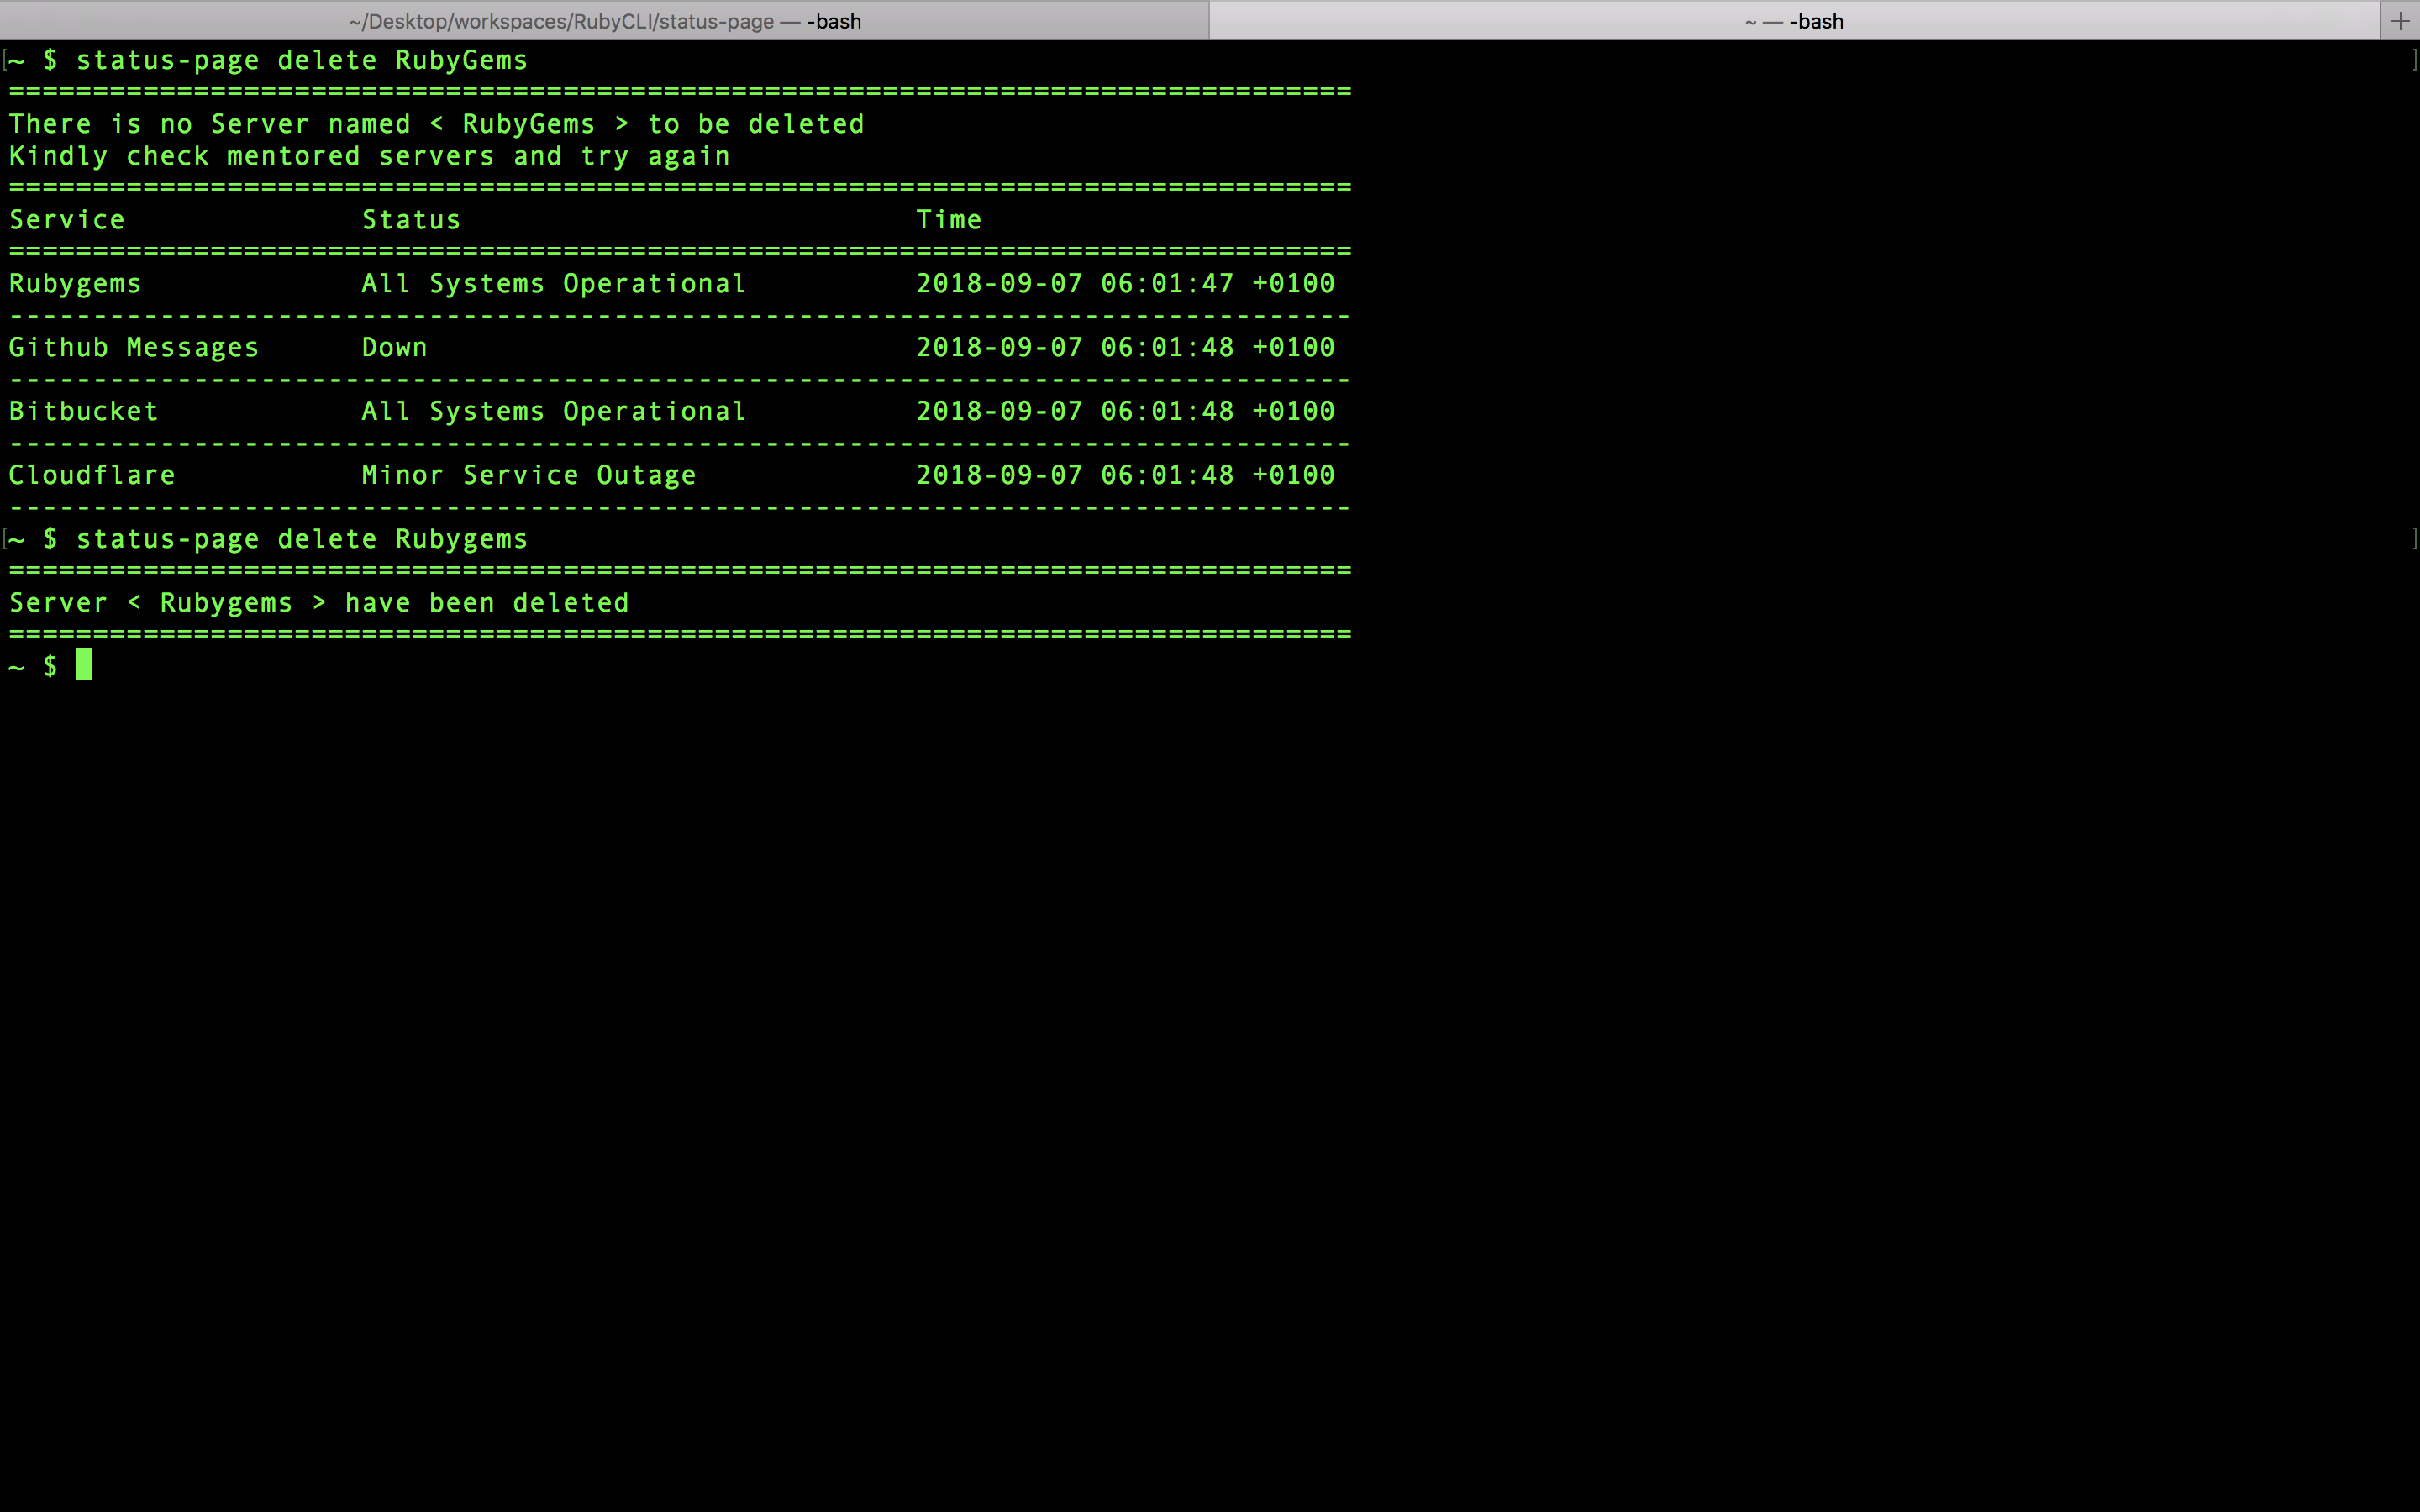 ~/Desktop/workspaces/RubyCLI/status-page — -bash
~ — -bash
[~ $ status-page delete RubyGems ]
================================================================================
There is no Server named < RubyGems > to be deleted
Kindly check mentored servers and try again
================================================================================
Service Status Time
================================================================================
Rubygems All Systems Operational 2018-09-07 06:01:47 +0100
--------------------------------------------------------------------------------
Github Messages Down 2018-09-07 06:01:48 +0100
--------------------------------------------------------------------------------
Bitbucket All Systems Operational 2018-09-07 06:01:48 +0100
--------------------------------------------------------------------------------
Cloudflare Minor Service Outage 2018-09-07 06:01:48 +0100
--------------------------------------------------------------------------------
[~ $ status-page delete Rubygems ]
================================================================================
Server < Rubygems > have been deleted
================================================================================
~ $